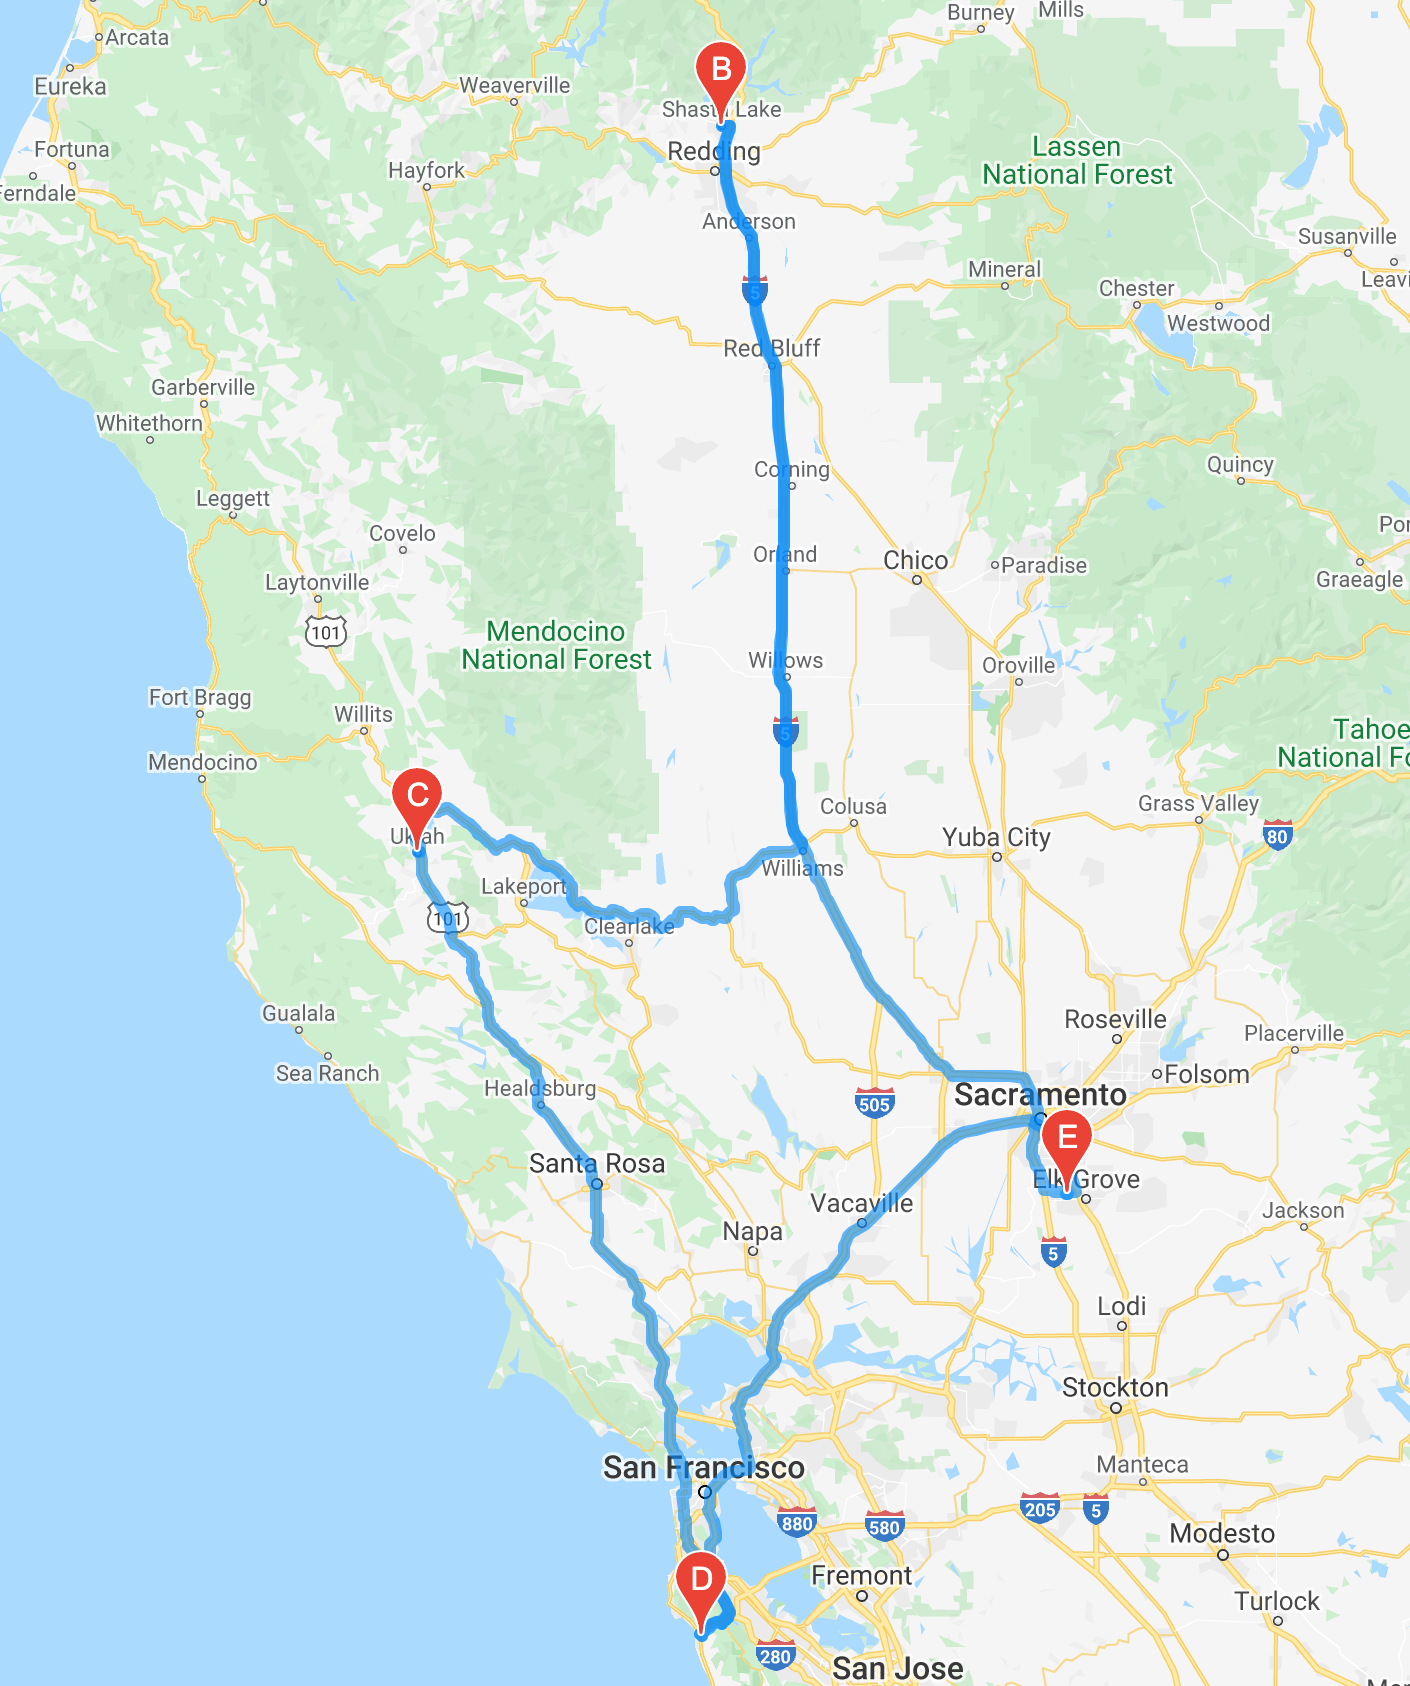 Burney
Mills
Arcata
B
Weaverville
Eureka
Shasta Lake
Lassen
National Forest
Fortuna
Redding
Hayfork
Ferndale
Anderson
Susanville
Mineral
Chester
5
Westwood
Red Bluff
Garberville
Whitethorn
Quincy
Corning
Leggett
Covelo
Orland
Chico
Paradise
Graeagle
Laytonville
101
Mendocino
National Forest
Willows
Oroville
Fort Bragg
Willits
5
Tahoe
National Fo
Mendocino
C
Colusa
Grass Valley
Ukiah
Yuba City
80
Williams
Lakeport
101
Clearlake
Gualala
Roseville
Placerville
Sea Ranch
Folsom
Healdsburg
Sacramento
505
E
Santa Rosa
Elk Grove
Vacaville
Jackson
Napa
5
Lodi
Stockton
San Francisco
Manteca
205
5
880
580
Modesto
D
Fremont
Turlock
280
San Jose